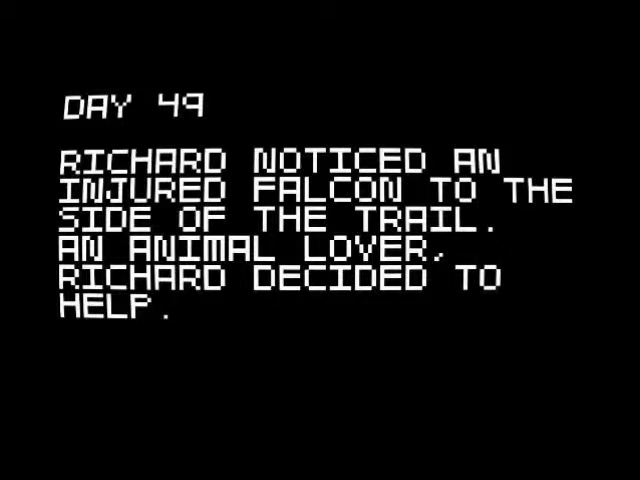 DAY 49
RICHARD NOTICED AN
INJURED FALCON TO THE
SIDE OF THE TRAIL.
AN ANIMAL LOVER,
RICHARD DECIDED TO
HELP.